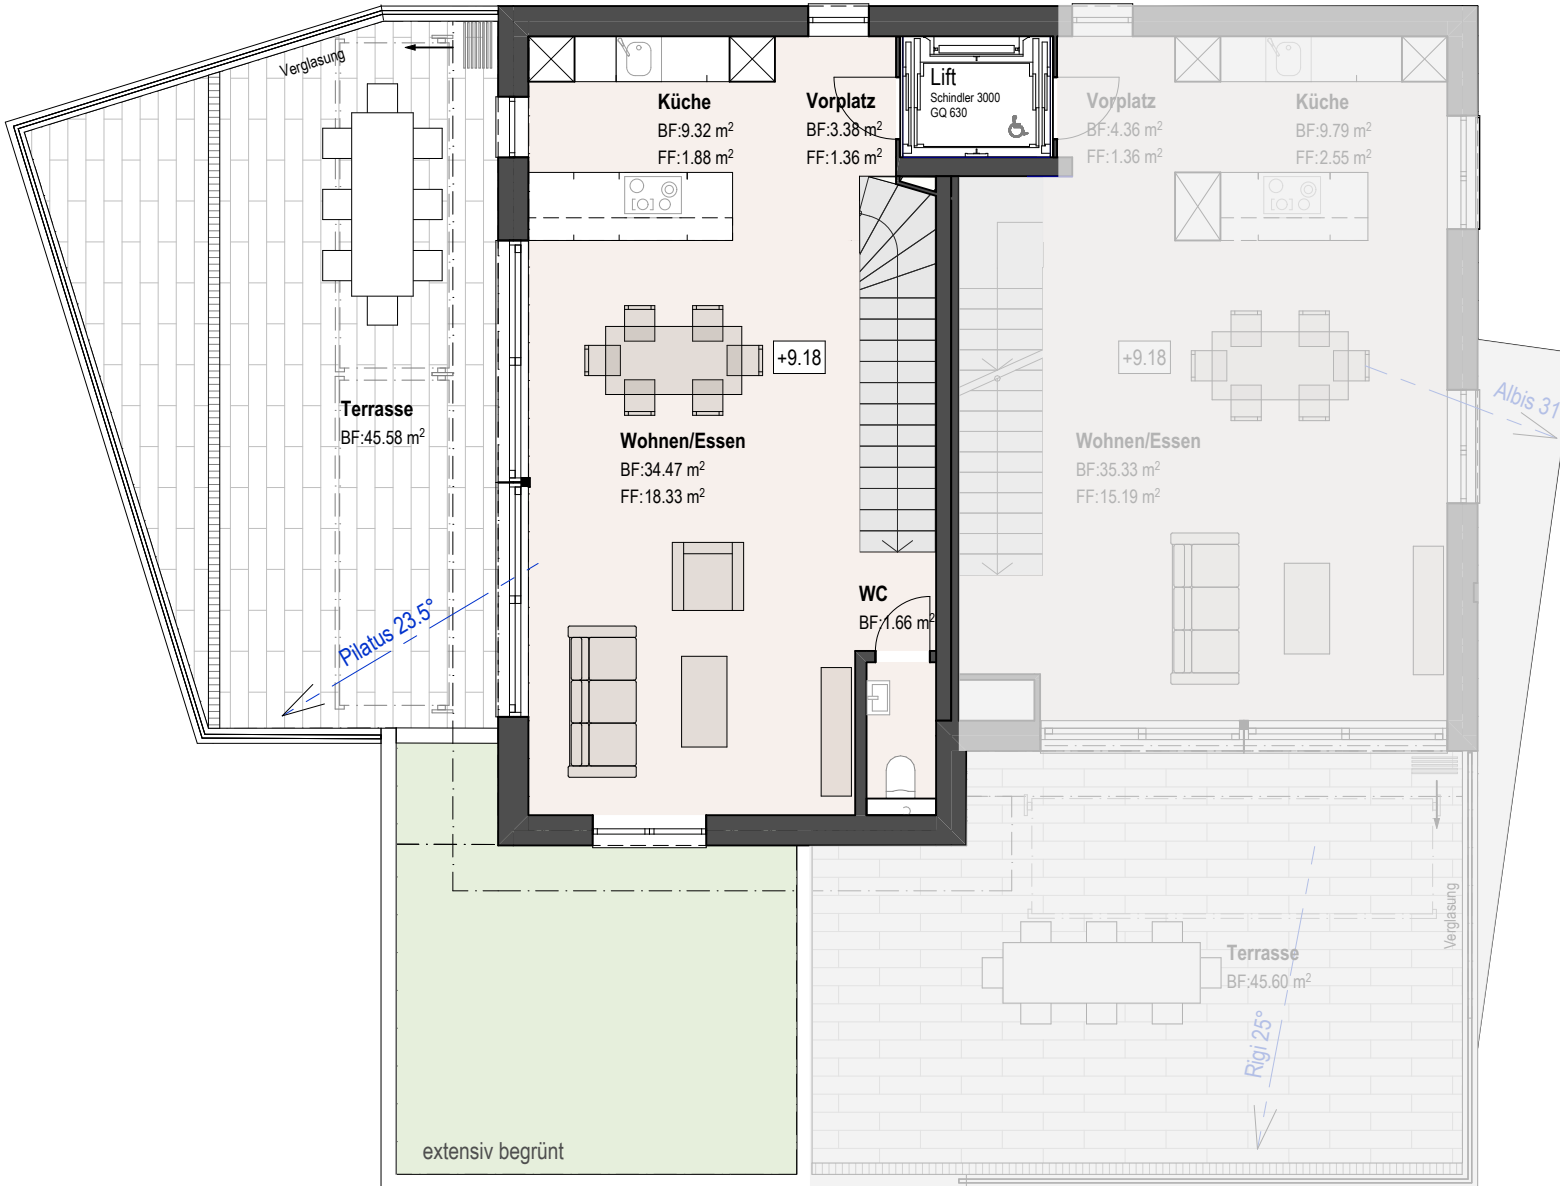 Verglasung
Küche
BF:9.32 m²
FF:1.88 m²
Vorplatz
BF:3.38 m²
FF:1.36 m²
Lift
Schindler 3000
GQ 630
Vorplatz
BF:4.36 m²
FF:1.36 m²
Küche
BF:9.79 m²
FF:2.55 m²
+9.18
+9.18
Albis 31
Terrasse
BF:45.58 m²
Wohnen/Essen
BF:34.47 m²
FF:18.33 m²
Wohnen/Essen
BF:35.33 m²
FF:15.19 m²
WC
BF:1.66 m²
Pilatus 23.5°
Verglasung
Terrasse
BF:45.60 m²
Rigi 25°
extensiv begrünt